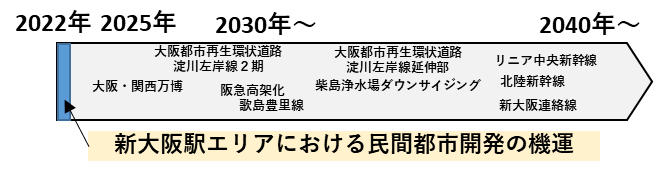 2022年 2025年 2030年～ 2040年～
大阪都市再生環状道路
淀川左岸線２期
大阪都市再生環状道路
淀川左岸線延伸部
リニア中央新幹線
大阪・関西万博
阪急高架化
歌島豊里線
柴島浄水場ダウンサイジング
北陸新幹線
新大阪連絡線
新大阪駅エリアにおける民間都市開発の機運